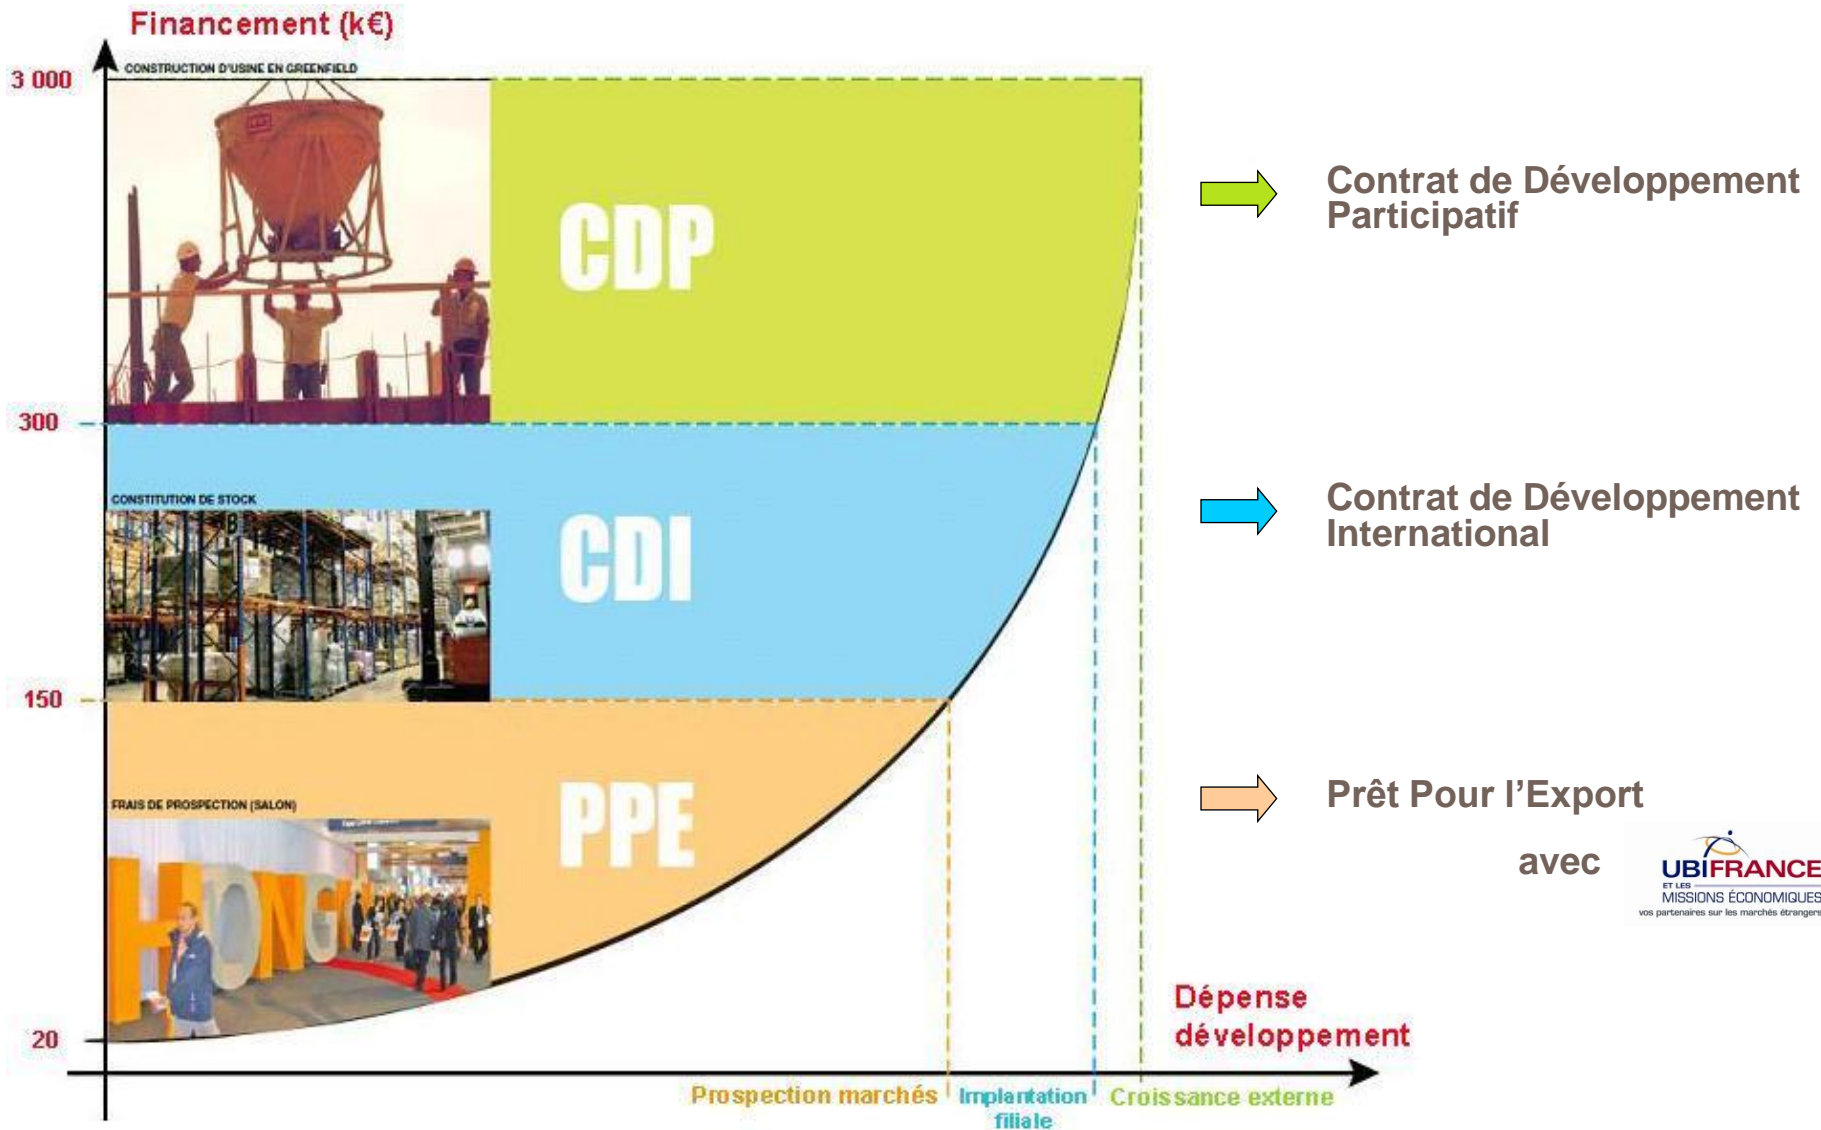 Financement (k€)
3 000
CONSTRUCTION D'USINE EN GREENFIELD
CDP
Contrat de Développement
Participatif
300
CONSTITUTION DE STOCK
CDI
Contrat de Développement
International
150
FRAIS DE PROSPECTION (SALON)
PPE
Prêt Pour l’Export
avec
UBIFRANCE
ET LES
MISSIONS ÉCONOMIQUES
vos partenaires sur les marchés étrangers
HONG
20
Dépense
développement
Prospection marchés
Implantation
filiale
Croissance externe